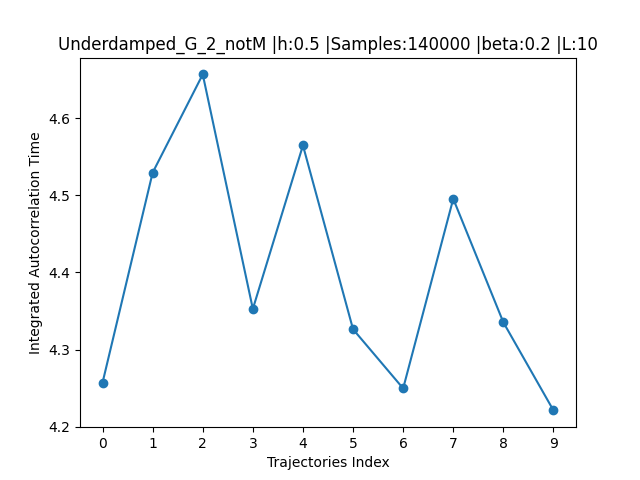 Underdamped_G_2_notM |h:0.5 |Samples:140000 |beta:0.2 |L:10
Integrated Autocorrelation Time
4.6
4.5
4.4
4.3
4.2
0 1 2 3 4 5 6 7 8 9
Trajectories Index